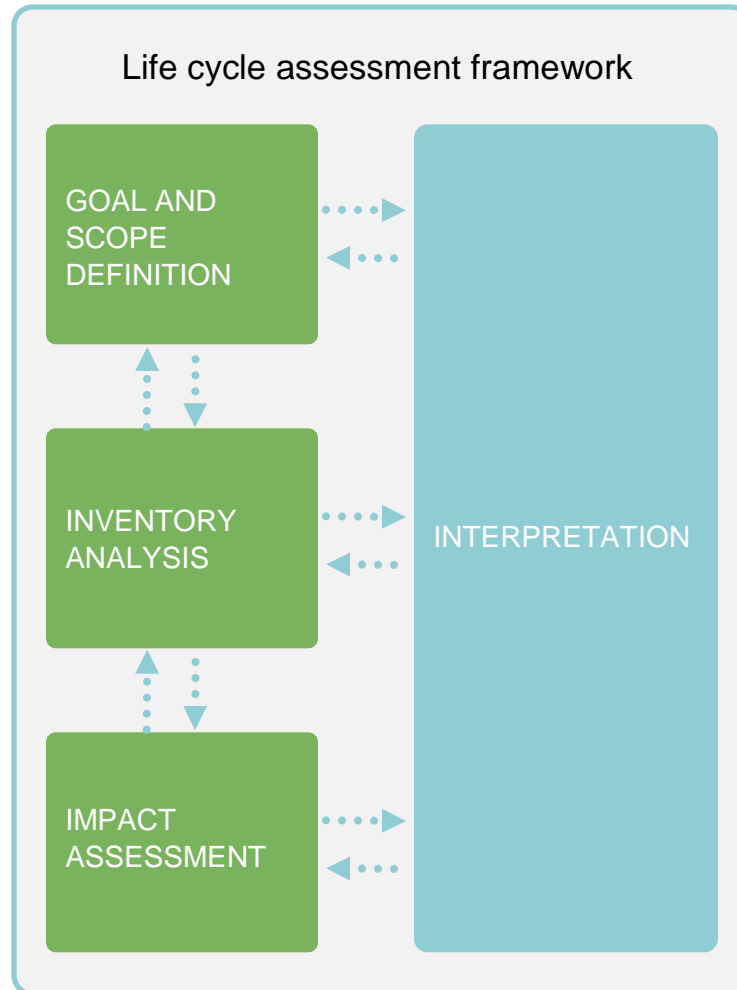 Life cycle assessment framework
GOAL AND
SCOPE
DEFINITION
INVENTORY
ANALYSIS
INTERPRETATION
IMPACT
ASSESSMENT